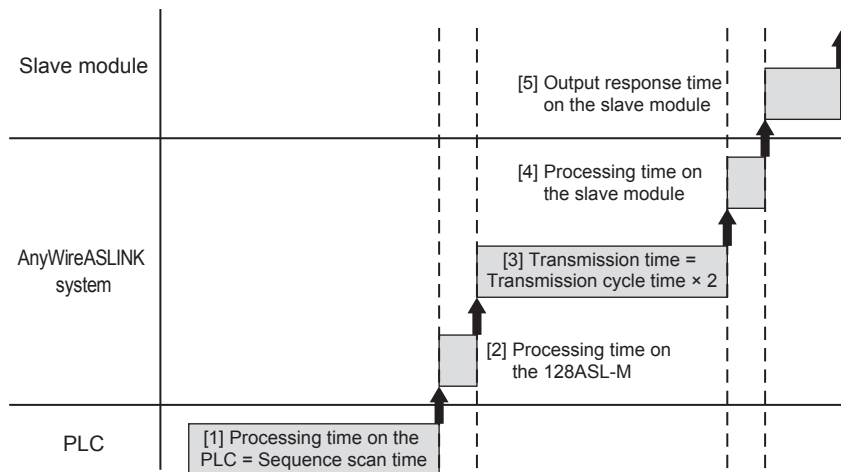 Slave module
[5] Output response time
on the slave module
[4] Processing time on
the slave module
AnyWireASLINK
system
[3] Transmission time =
Transmission cycle time × 2
[2] Processing time on
the 128ASL-M
PLC
[1] Processing time on the
PLC = Sequence scan time